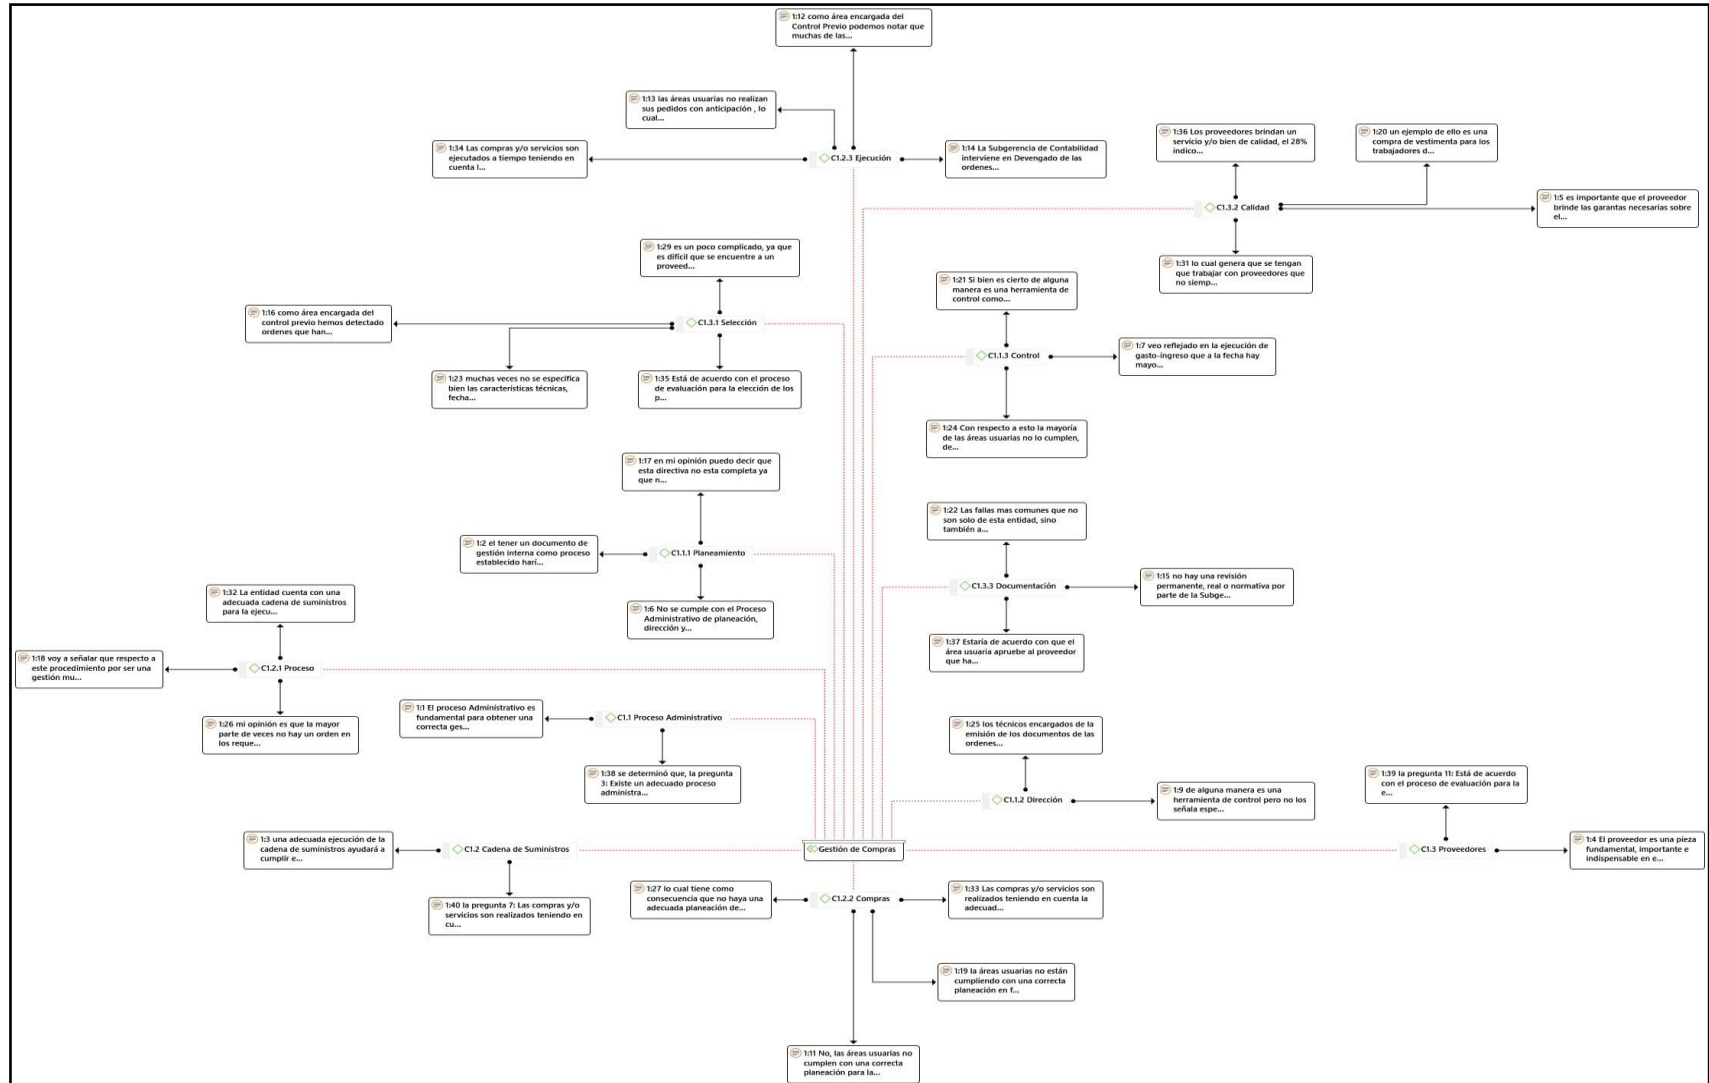 1:12 como área encargada del
Control Previo podemos notar que
muchas de las...
1:13 las áreas usuarias no realizan
sus pedidos con anticipación , lo
cual...
1:34 Las compras y/o servicios son
ejecutados a tiempo teniendo en
cuenta l...
C1.2.3 Ejecución
1:14 La Subgerencia de Contabilidad
interviene en Devengado de las
ordenes...
1:36 Los proveedores brindan un
servicio y/o bien de calidad, el 28%
indico...
1:20 un ejemplo de ello es una
compra de vestimenta para los
trabajadores d...
C1.3.2 Calidad
1:5 es importante que el proveedor
brinde las garantas necesarias sobre
el...
1:31 lo cual genera que se tengan
que trabajar con proveedores que
no siemp...
1:29 es un poco complicado, ya que
es dificil que se encuentre a un
proveed...
1:16 como área encargada del
control previo hemos detectado
ordenes que han...
C1.3.1 Selección
1:23 muchas veces no se especifica
bien las características técnicas,
fecha...
1:35 Está de acuerdo con el proceso
de evaluación para la elección de los
p...
1:21 Si bien es cierto de alguna
manera es una herramienta de
control como...
C1.1.3 Control
1:7 veo reflejado en la ejecución de
gasto-ingreso que a la fecha hay
mayo...
1:24 Con respecto a esto la mayoría
de las áreas usuarias no lo cumplen,
de...
1:17 en mi opinión puedo decir que
esta directiva no esta completa ya
que n...
1:2 el tener un documento de
gestión interna como proceso
establecido harí...
C1.1.1 Planeamiento
1:6 No se cumple con el Proceso
Administrativo de planeación,
dirección y...
1:22 Las fallas mas comunes que no
son solo de esta entidad, sino
también a...
C1.3.3 Documentación
1:15 no hay una revisión
permanente, real o normativa por
parte de la Subge...
1:37 Estaría de acuerdo con que el
área usuaria apruebe al proveedor
que ha...
1:32 La entidad cuenta con una
adecuada cadena de suministros
para la ejecu...
1:18 voy a señalar que respecto a
este procedimiento por ser una
gestión mu...
C1.2.1 Proceso
1:26 mi opinión es que la mayor
parte de veces no hay un orden en
los reque...
1:1 El proceso Administrativo es
fundamental para obtener una
correcta ges...
C1.1 Proceso Administrativo
1:38 se determinó que, la pregunta
3: Existe un adecuado proceso
administra...
1:25 los técnicos encargados de la
emisión de los documentos de las
ordenes...
C1.1.2 Dirección
1:9 de alguna manera es una
herramienta de control pero no los
señala espe...
1:39 la pregunta 11: Está de acuerdo
con el proceso de evaluación para la
e...
1:3 una adecuada ejecución de la
cadena de suministros ayudará a
cumplir e...
C1.2 Cadena de Suministros
Gestión de Compras
C1.3 Proveedores
1:4 El proveedor es una pieza
fundamental, importante e
indispensable en e...
1:40 la pregunta 7: Las compras y/o
servicios son realizados teniendo en
cu...
1:27 lo cual tiene como
consecuencia que no haya una
adecuada planeación de...
C1.2.2 Compras
1:33 Las compras y/o servicios son
realizados teniendo en cuenta la
adecuad...
1:19 la áreas usuarias no están
cumpliendo con una correcta
planeación en f...
1:11 No, las áreas usuarias no
cumplen con una correcta
planeación para la...